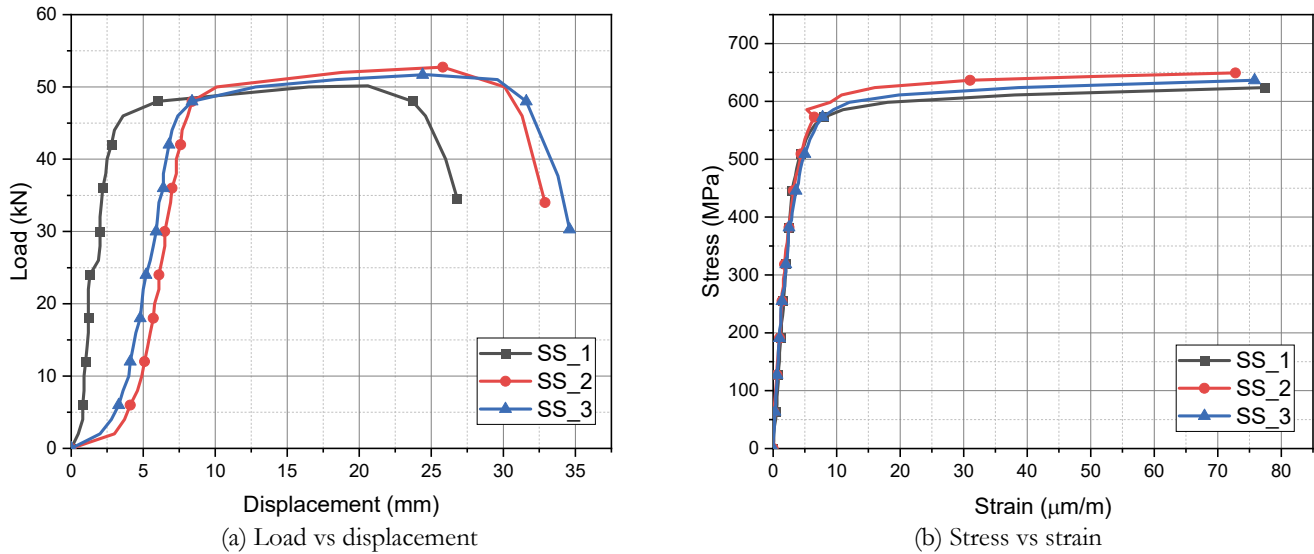 60
50
40
30
20
10
0
0 5 10 15 20 25 30 35
Load (kN)
Displacement (mm)
SS_1
SS_2
SS_3
(a) Load vs displacement
700
600
500
400
300
200
100
0
0 10 20 30 40 50 60 70 80
Stress (MPa)
Strain (μm/m)
SS_1
SS_2
SS_3
(b) Stress vs strain